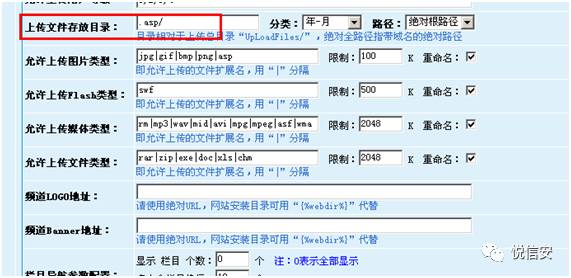 上传文件存放目录： .asp/ 分类： 年-月 路径： 绝对根路径
目录相对于上传总目录“UpLoadFiles/”，绝对全路径指带域名的绝对路径
允许上传图片类型： jpg|gif|bmp|png|asp 限制： 100 K 重命名：
即允许上传的文件扩展名，用“|”分隔
允许上传Flash类型： swf 限制： 500 K 重命名：
即允许上传的文件扩展名，用“|”分隔
允许上传媒体类型： rm|mp3|wav|mid|avi|mpg|mpeg|asf|wma 限制： 2048 K 重命名：
即允许上传的文件扩展名，用“|”分隔
允许上传文件类型： rar|zip|exe|doc|xls|chm 限制： 2048 K 重命名：
即允许上传的文件扩展名，用“|”分隔
频道LOGO地址：
请使用绝对URL，网站安装目录可用“{%webdir%}”代替
频道Banner地址：
请使用绝对URL，网站安装目录可用“{%webdir%}”代替
显示 栏目 个数： 0 个 注：0表示全部显示
栏目导航参数配置：
悦信安